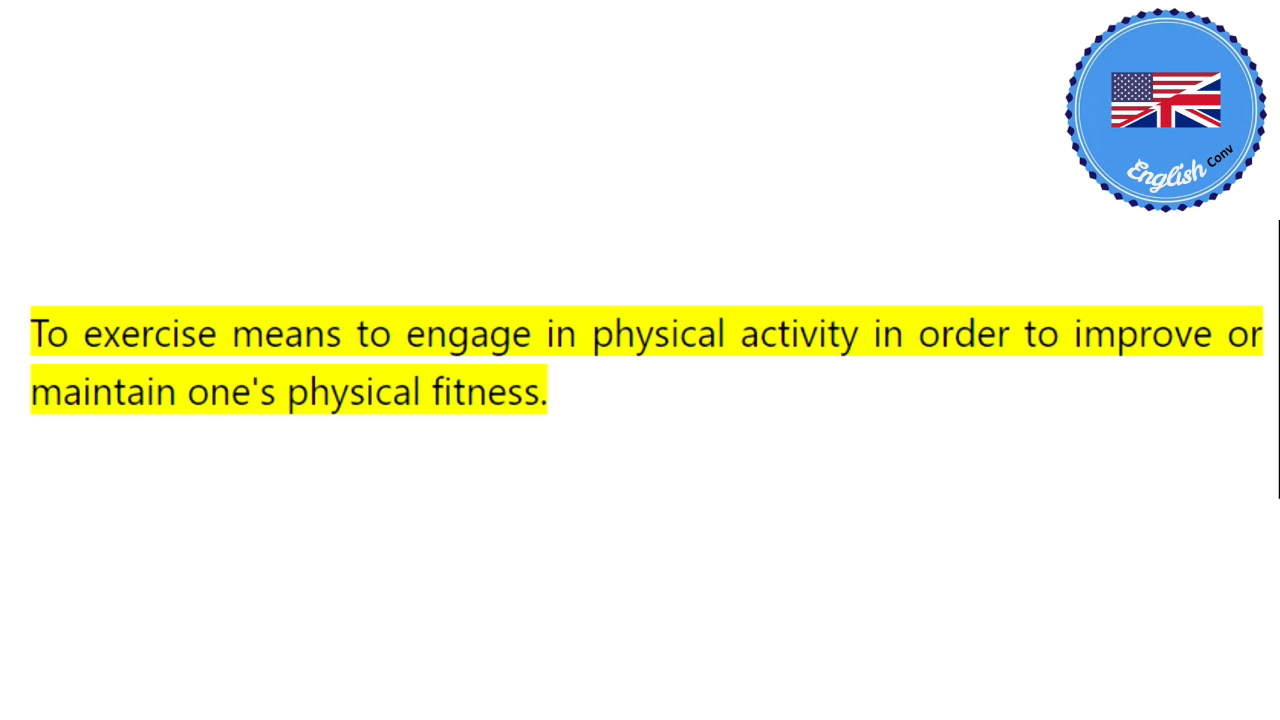 English Conv
To exercise means to engage in physical activity in order to improve or
maintain one's physical fitness.